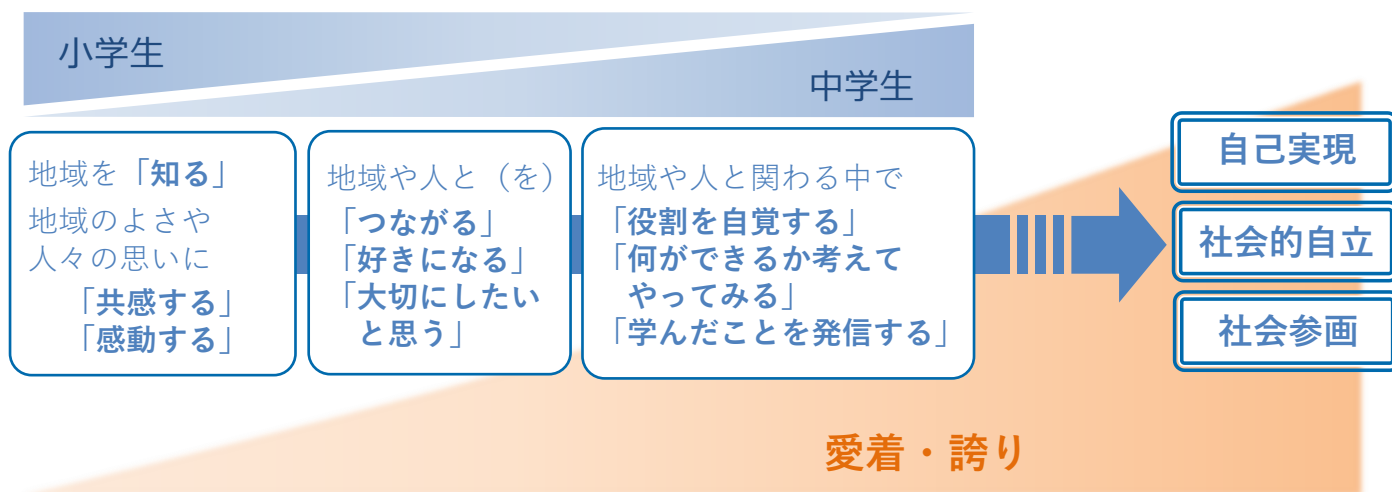 小学生
中学生
地域を「知る」
地域のよさや
人々の思いに
「共感する」
「感動する」
地域や人と（を）
「つながる」
「好きになる」
「大切にしたい
と思う」
地域や人と関わる中で
「役割を自覚する」
「何ができるか考えて
やってみる」
「学んだことを発信する」
自己実現
社会的自立
社会参画
愛着・誇り